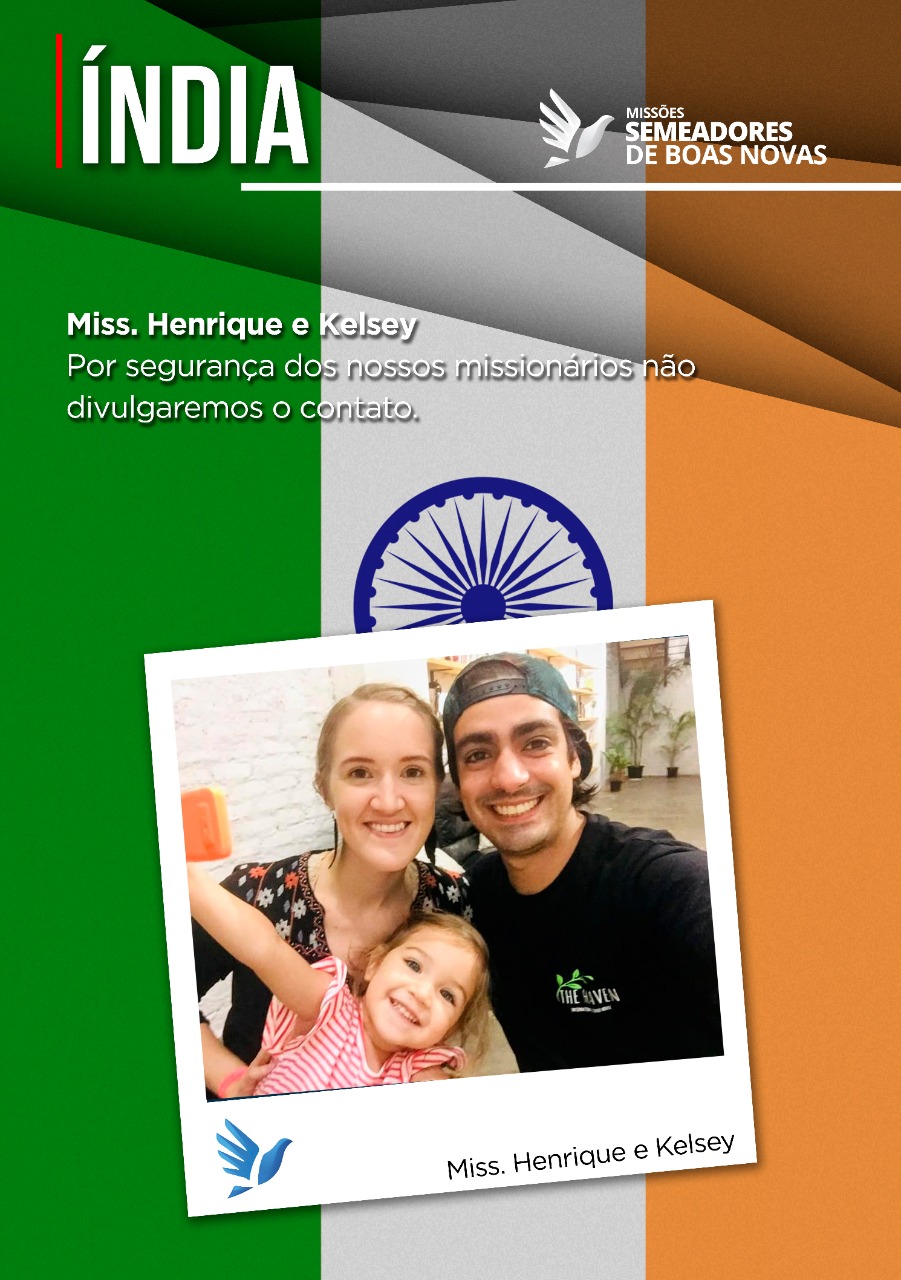 ÍNDIA
MISSÕES
SEMEADORES
DE BOAS NOVAS
Miss. Henrique e Kelsey
Por segurança dos nossos missionários não
divulgaremos o contato.
THE HAVEN
Miss. Henrique e Kelsey